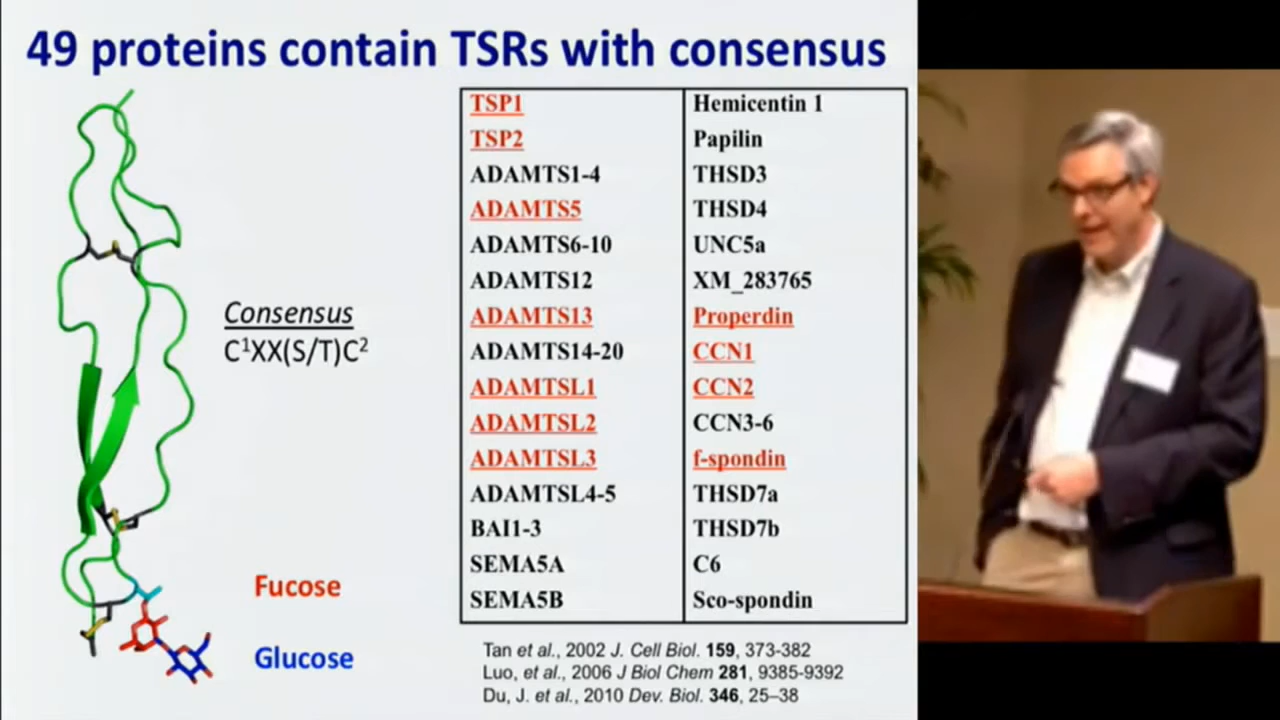 49 proteins contain TSRs with consensus
Consensus
C¹XX(S/T)C²
Fucose
Glucose
TSP1
Hemicentin 1
TSP2
Papilin
ADAMTS1-4
THSD3
ADAMTS5
THSD4
ADAMTS6-10
UNC5a
ADAMTS12
XM_283765
ADAMTS13
Properdin
ADAMTS14-20
CCN1
ADAMTSL1
CCN2
ADAMTSL2
CCN3-6
ADAMTSL3
f-spondin
ADAMTSL4-5
THSD7a
BAI1-3
THSD7b
SEMA5A
C6
SEMA5B
Sco-spondin
Tan et al., 2002 J. Cell Biol. 159, 373-382
Luo, et al., 2006 J Biol Chem 281, 9385-9392
Du, J. et al., 2010 Dev. Biol. 346, 25–38